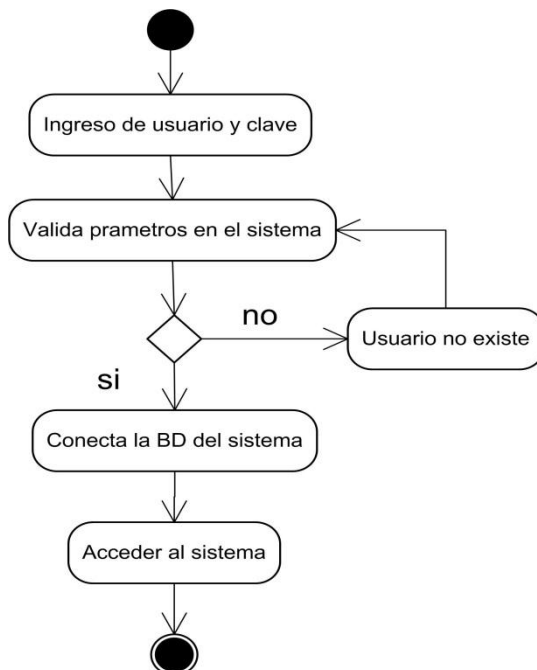 Ingreso de usuario y clave
Valida prametros en el sistema
no
Usuario no existe
si
Conecta la BD del sistema
Acceder al sistema